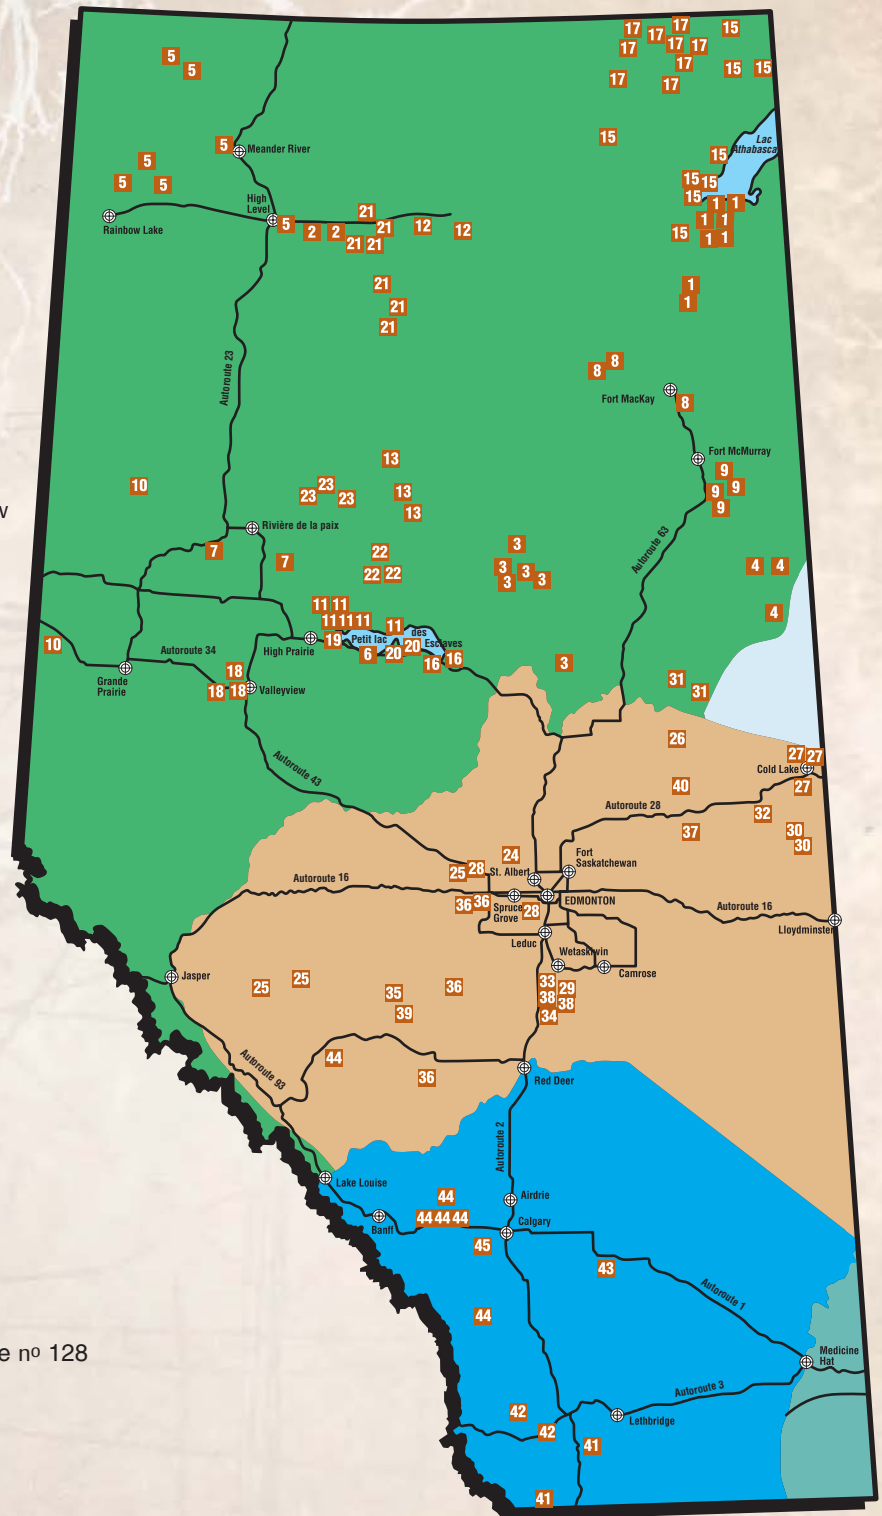 17 17 15
17
17 17 17
17 15 15
17 17
5
5
15
5 Meander River
Lac
Athabasca
15
5
5 5
15 15
15 1 1
High
Level
Rainbow Lake
5 2 2 21 21 12 12
21 21
1 1
15 1 1
21
21
21
1
1
8 8
Autoroute 23
Fort MacKay
8
Fort McMurray
13
9
10
23
23 23
13
13
9 9
9
w
Rivière de la paix
7
7
22
22 22
3
3 3
3 3
Autoroute 63
4 4
4
11 11
11 11 11 11
des
19 Petit lac Esclaves
High Prairie
6 20 20
16 16
3
10
Autoroute 34
Grande
Prairie
18
18 18 Valleyview
31
31
26
27 27
Cold Lake
27
Autoroute 43
40
Autoroute 28
32
37
30
30
24
25 28
St. Albert
Fort
Saskatchewan
Autoroute 16
36 36
Spruce
Grove
28
EDMONTON
Autoroute 16
Lloydminster
Leduc
Wetaskiwin
Camrose
Jasper
25 25
35 36
39
33 29
38 38
34
44
Autoroute 93
36
Red Deer
Autoroute 2
Lake Louise
44
Airdrie
Banff
44 44 44
Calgary
45
43
Autoroute 1
44
e nº 128
Medicine
Hat
Autoroute 3
42
42
Lethbridge
41
41